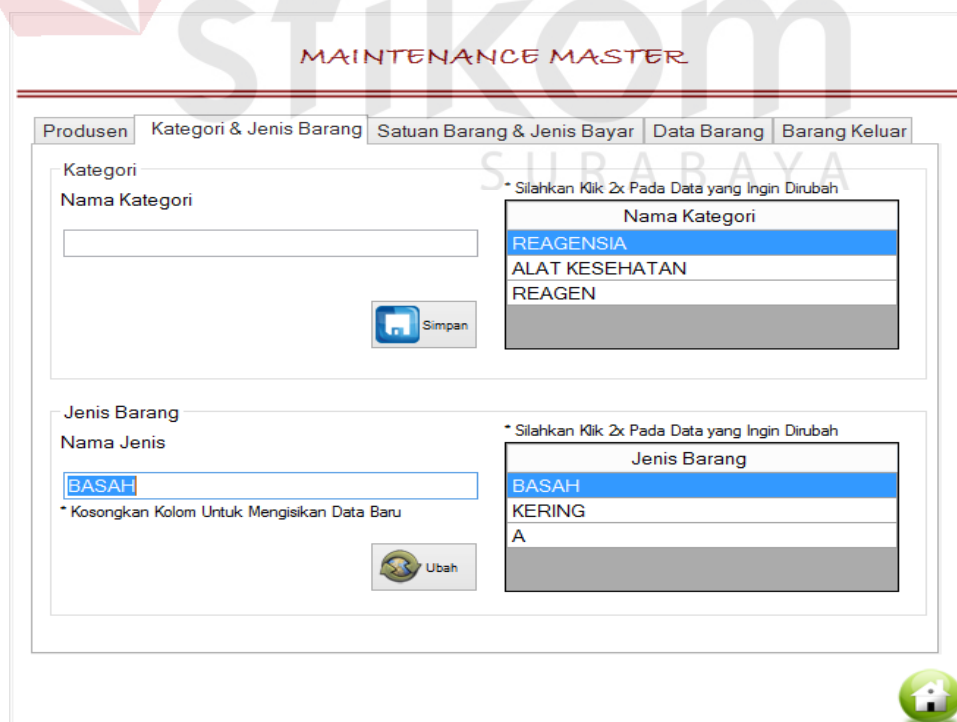 STIKOM
SURABAYA
MAINTENANCE MASTER
Produsen Kategori & Jenis Barang Satuan Barang & Jenis Bayar Data Barang Barang Keluar
Kategori
Nama Kategori
* Silahkan Klik 2x Pada Data yang Ingin Dirubah
Nama Kategori
REAGENSIA
ALAT KESEHATAN
REAGEN
Simpan
Jenis Barang
Nama Jenis
BASAH
* Kosongkan Kolom Untuk Mengisikan Data Baru
Ubah
* Silahkan Klik 2x Pada Data yang Ingin Dirubah
Jenis Barang
BASAH
KERING
A